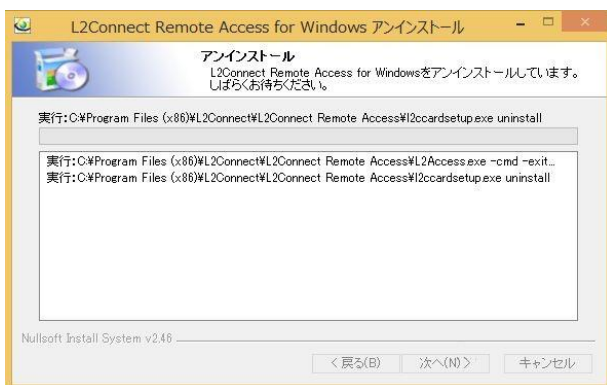 L2Connect Remote Access for Windows アンインストール
アンインストール
L2Connect Remote Access for Windowsをアンインストールしています。
しばらくお待ちください。
実行:C:¥Program Files (x86)¥L2Connect¥L2Connect Remote Access¥l2ccardsetup.exe uninstall
実行:C:¥Program Files (x86)¥L2Connect¥L2Connect Remote Access¥L2Access.exe -cmd -exit...
実行:C:¥Program Files (x86)¥L2Connect¥L2Connect Remote Access¥l2ccardsetup.exe uninstall
Nullsoft Install System v2.46
< 戻る(B) 次へ(N) > キャンセル